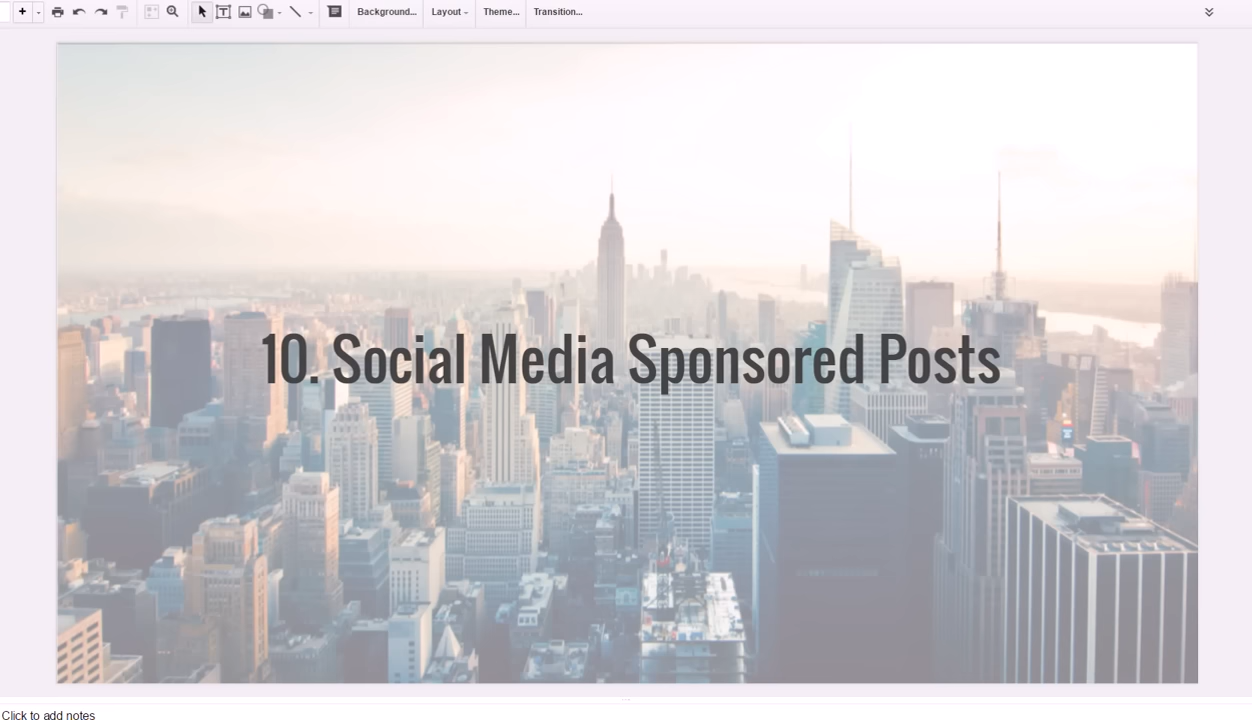 Background... Layout Theme... Transition...
10. Social Media Sponsored Posts
Click to add notes